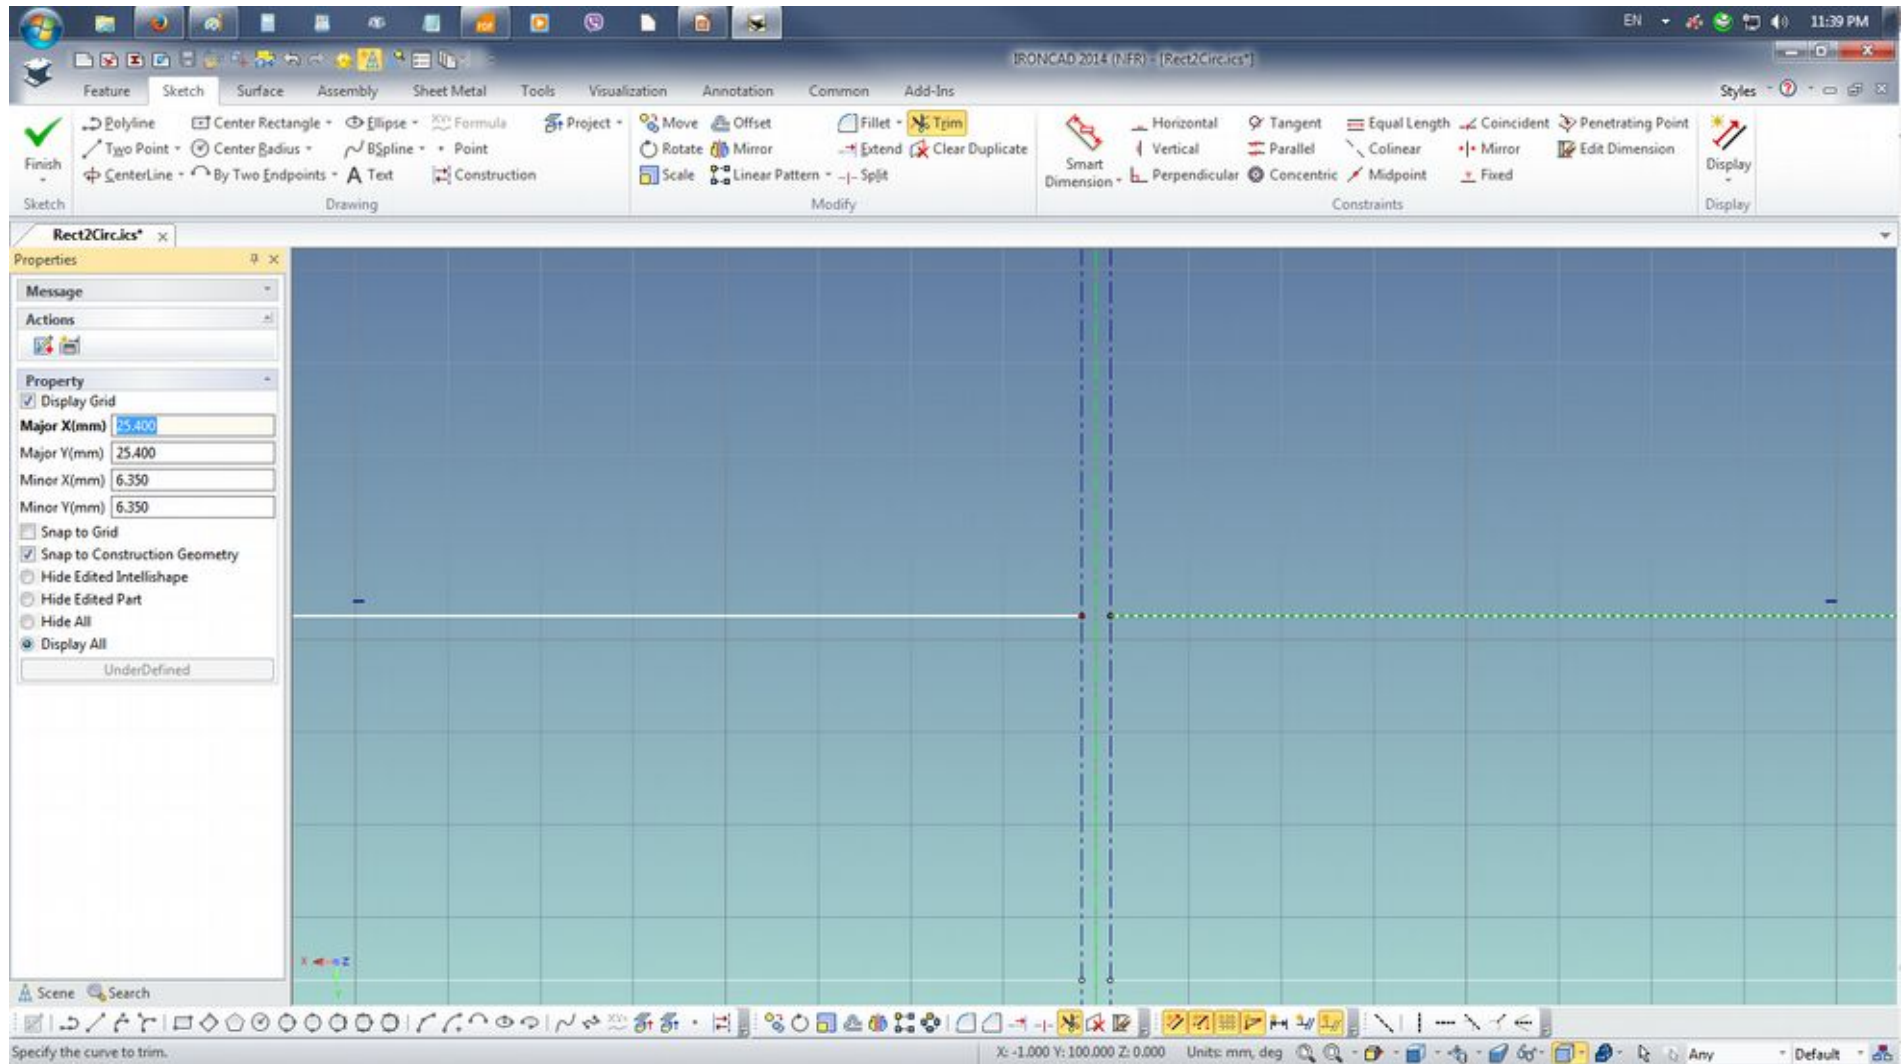 EN 11:39 PM
IRONCAD 2014 (NFR) - [Rect2Circ.ics*]
Feature Sketch Surface Assembly Sheet Metal Tools Visualization Annotation Common Add-Ins Styles
Polyline Center Rectangle Ellipse Formula Project Move Offset Fillet Trim Horizontal Tangent Equal Length Coincident Penetrating Point
Two Point Center Radius BSpline Point Rotate Mirror Extend Clear Duplicate Vertical Parallel Colinear Mirror Edit Dimension
Finish CenterLine By Two Endpoints A Text Construction Scale Linear Pattern Split Smart Dimension Perpendicular Concentric Midpoint Fixed Display
Sketch Drawing Modify Constraints Display
Rect2Circ.ics*
Properties
Message
Actions
Property
Display Grid
Major X(mm) 25.400
Major Y(mm) 25.400
Minor X(mm) 6.350
Minor Y(mm) 6.350
Snap to Grid
Snap to Construction Geometry
Hide Edited Intellishape
Hide Edited Part
Hide All
Display All
UnderDefined
X Z
Y
Scene Search
Specify the curve to trim. X: -1.000 Y: 100.000 Z: 0.000 Units: mm, deg Any Default